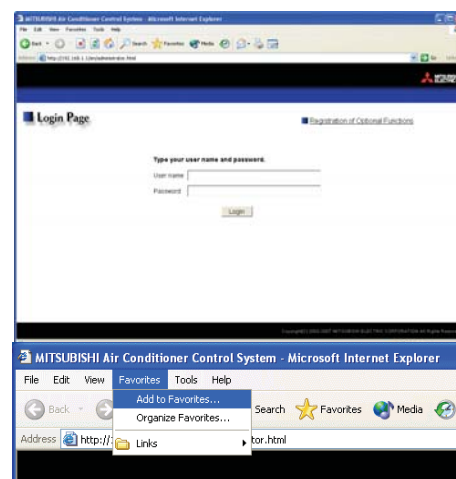 MITSUBISHI Air Conditioner Control System - Microsoft Internet Explorer
File Edit View Favorites Tools Help
Back Search Favorites Media
Address
Login Page
Registration of Optional Functions
Type your user name and password.
User name
Password
Login
MITSUBISHI Air Conditioner Control System - Microsoft Internet Explorer
File Edit View Favorites Tools Help
Back Add to Favorites... Search Favorites Media
Organize Favorites...
Address http:// Links tor.html